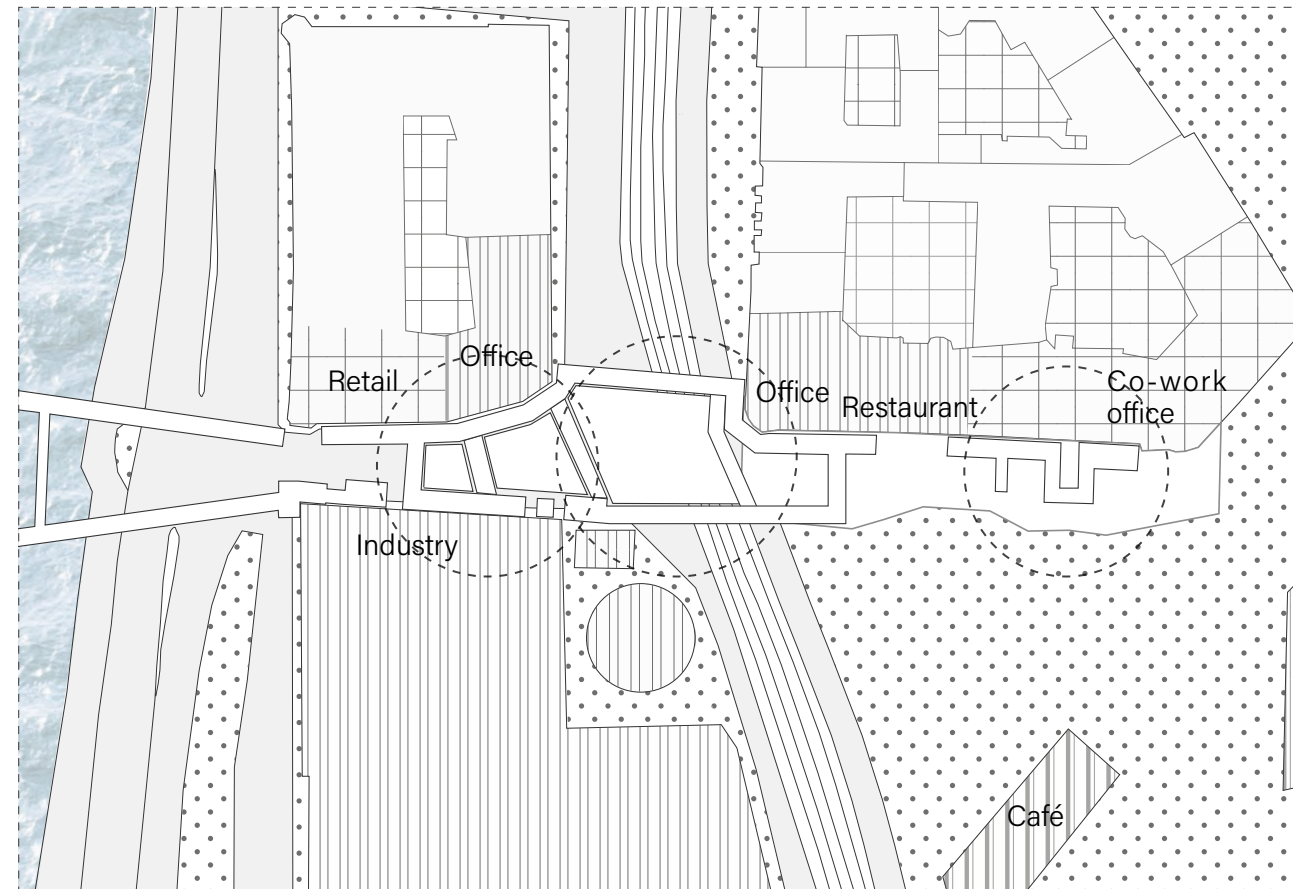 Office
Retail
Office
Restaurant
Co-work
office
Industry
Café